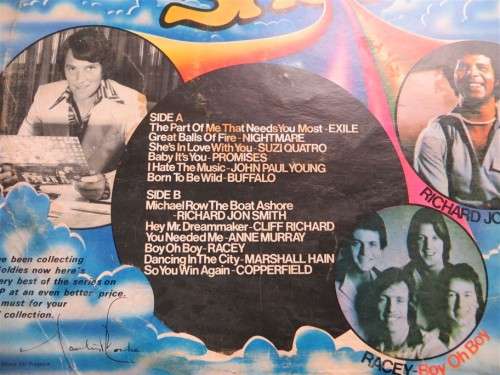 SIDE A
The Part Of Me That Needs You Most - EXILE
Great Balls Of Fire - NIGHTMARE
She's In Love With You - SUZI QUATRO
Baby It's You - PROMISES
I Hate The Music - JOHN PAUL YOUNG
Born To Be Wild - BUFFALO
SIDE B
Michael Row The Boat Ashore
- RICHARD JON SMITH
Hey Mr. Dreammaker - CLIFF RICHARD
You Needed Me - ANNE MURRAY
Boy Oh Boy - RACEY
Dancing In The City - MARSHALL HAIN
So You Win Again - COPPERFIELD
RICHARD JO
've been collecting
Goldies now here's
ery best of the series on
P at an even better price.
must for your
collection.
RACEY - Boy Oh Boy